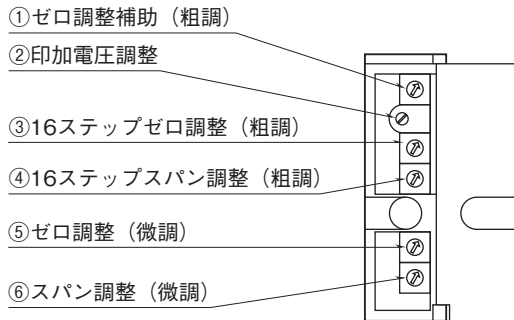 ①ゼロ調整補助（粗調）
②印加電圧調整
③16ステップゼロ調整（粗調）
④16ステップスパン調整（粗調）
⑤ゼロ調整（微調）
⑥スパン調整（微調）